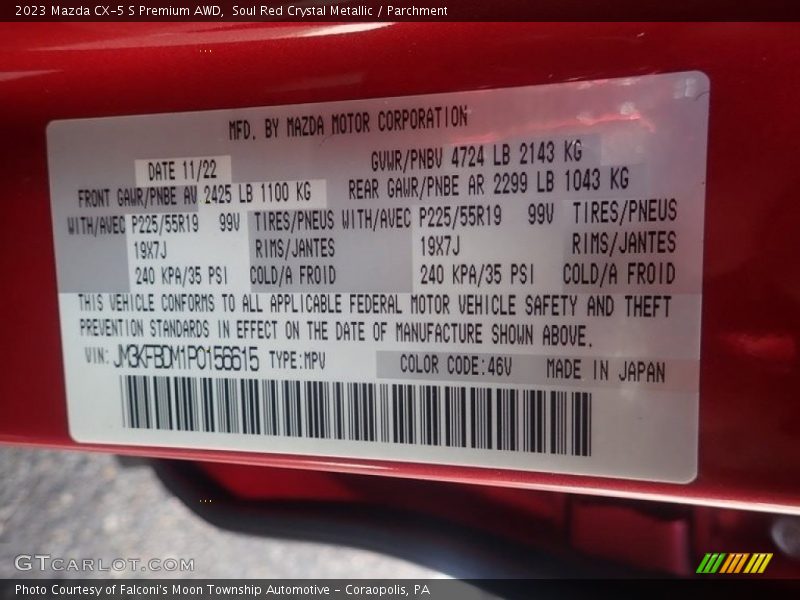 2023 Mazda CX-5 S Premium AWD,  Soul Red Crystal Metallic / Parchment
MFD. BY MAZDA MOTOR CORPORATION
DATE 11/22 GVWR/PNBV 4724 LB 2143 KG
FRONT GAWR/PNBE AV 2425 LB 1100 KG REAR GAWR/PNBE AR 2299 LB 1043 KG
WITH/AVEC P225/55R19 99V TIRES/PNEUS WITH/AVEC P225/55R19 99V TIRES/PNEUS
19X7J RIMS/JANTES 19X7J RIMS/JANTES
240 KPA/35 PSI COLD/A FROID 240 KPA/35 PSI COLD/A FROID
THIS VEHICLE CONFORMS TO ALL APPLICABLE FEDERAL MOTOR VEHICLE SAFETY AND THEFT
PREVENTION STANDARDS IN EFFECT ON THE DATE OF MANUFACTURE SHOWN ABOVE.
VIN: JM3KFBDM1P0156615 TYPE:MPV COLOR CODE:46V MADE IN JAPAN
GTCARLOT.COM
Photo Courtesy of Falconi's Moon Township Automotive - Coraopolis, PA